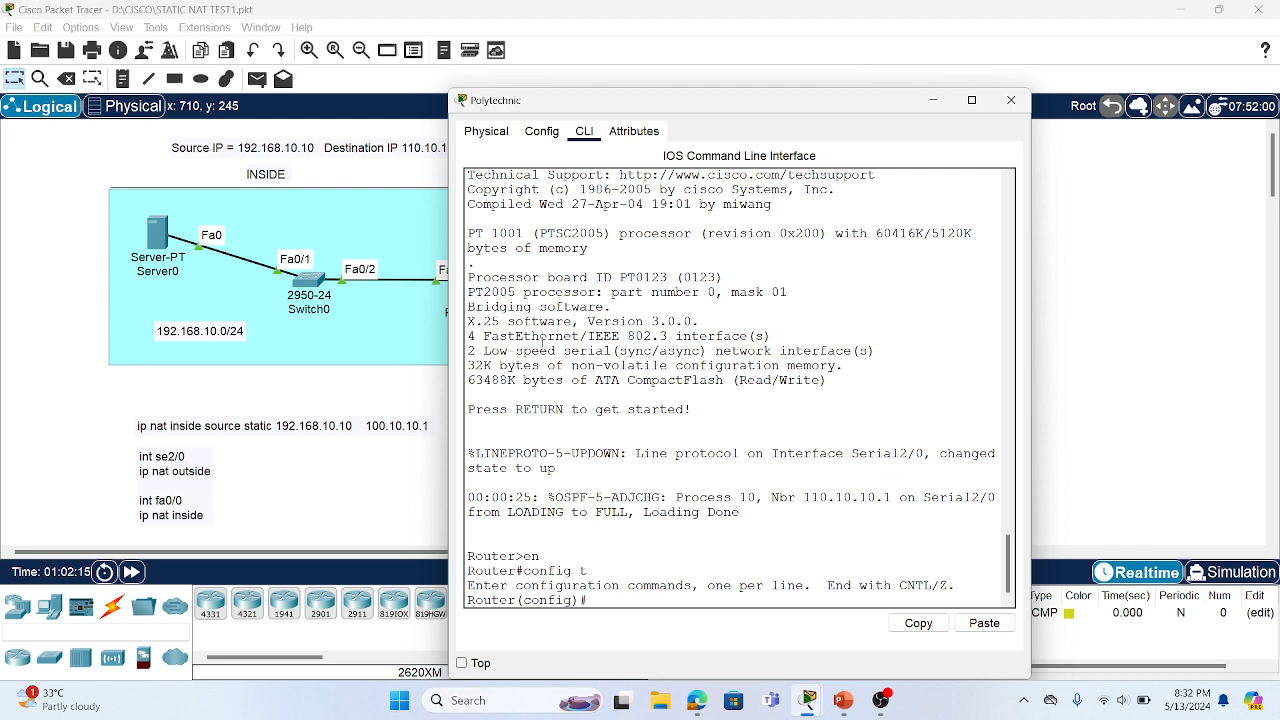 Cisco Packet Tracer - D:\CISCO\STATIC NAT TEST1.pkt
File Edit Options View Tools Extensions Window Help
Logical Physical x: 710, y: 245
Root 07:52:00
Source IP = 192.168.10.10 Destination IP 110.10.1
INSIDE
Fa0
Server-PT
Server0
Fa0/1
Fa0/2
2950-24
Switch0
192.168.10.0/24
ip nat inside source static 192.168.10.10 100.10.10.1
int se2/0
ip nat outside
int fa0/0
ip nat inside
Polytechnic
Physical Config CLI Attributes
IOS Command Line Interface
Technical Support: http://www.cisco.com/techsupport
Copyright (c) 1986-2005 by cisco Systems, Inc.
Compiled Wed 27-Apr-04 19:01 by miwang
PT 1001 (PTSC2005) processor (revision 0x200) with 60416K/5120K
bytes of memory
.
Processor board ID PT0123 (0123)
PT2005 processor: part number 0, mask 01
Bridging software.
X.25 software, Version 3.0.0.
4 FastEthernet/IEEE 802.3 interface(s)
2 Low-speed serial(sync/async) network interface(s)
32K bytes of non-volatile configuration memory.
63488K bytes of ATA CompactFlash (Read/Write)
Press RETURN to get started!
%LINEPROTO-5-UPDOWN: Line protocol on Interface Serial2/0, changed
state to up
00:00:25: %OSPF-5-ADJCHG: Process 10, Nbr 110.10.10.1 on Serial2/0
from LOADING to FULL, Loading Done
Router>en
Router#config t
Enter configuration commands, one per line. End with CNTL/Z.
Router(config)#
Copy Paste
Top
Time: 01:02:15
Realtime Simulation
4331 4321 1941 2901 2911 819IOX 819HGW
2620XM
Type Color Time(sec) Periodic Num Edit
ICMP 0.000 N 0 (edit)
1 33°C
Partly cloudy
Search
8:32 PM
5/13/2024